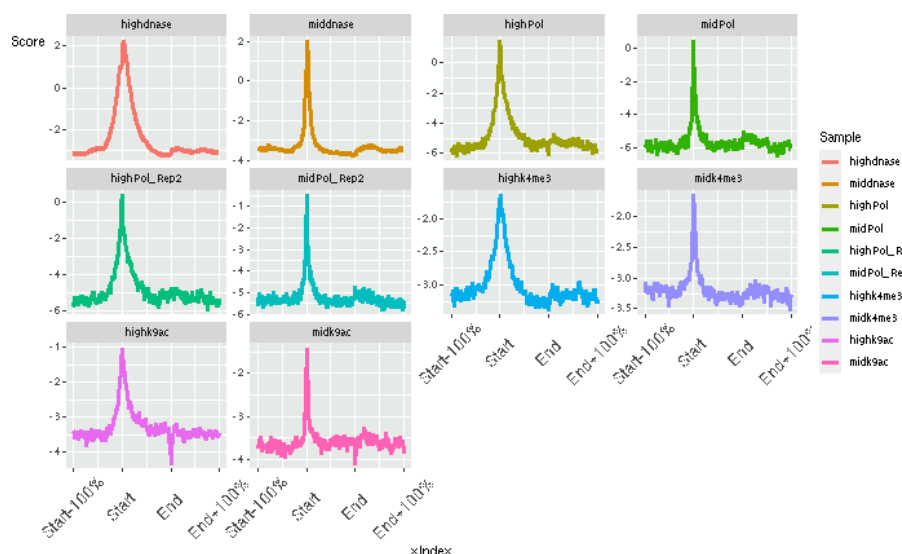 highdnase
middnase
highPol
midPol
Score
2
0
-2
2
0
-2
-4
0
-2
-4
-6
0
-2
-4
-6
highPol_Rep2
midPol_Rep2
highk4me3
midk4me3
0
-2
-4
-6
-1
-2
-3
-4
-5
-6
-2.0
-2.5
-3.0
-2.0
-2.5
-3.0
-3.5
highk9ac
midk9ac
-1
-2
-3
-4
-2
-3
-4
Start-100%
Start
End
End+100%
Start-100%
Start
End
End+100%
Start-100%
Start
End
End+100%
Start-100%
Start
End
End+100%
xIndex
Sample
highdnase
middnase
highPol
midPol
highPol_R
midPol_Re
highk4me3
midk4me3
highk9ac
midk9ac